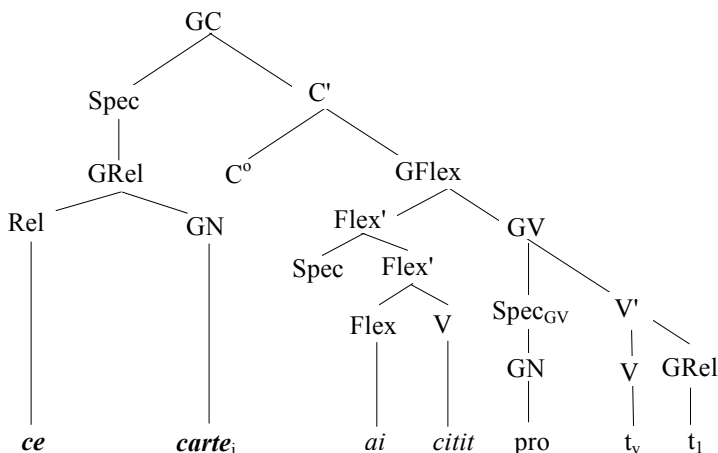 GC
Spec C'
GRel Cº GFlex
Rel GN Flex' GV
Spec Flex'
Flex V Spec_GV V'
GN V GRel
ce carte_i ai citit pro t_v t_1